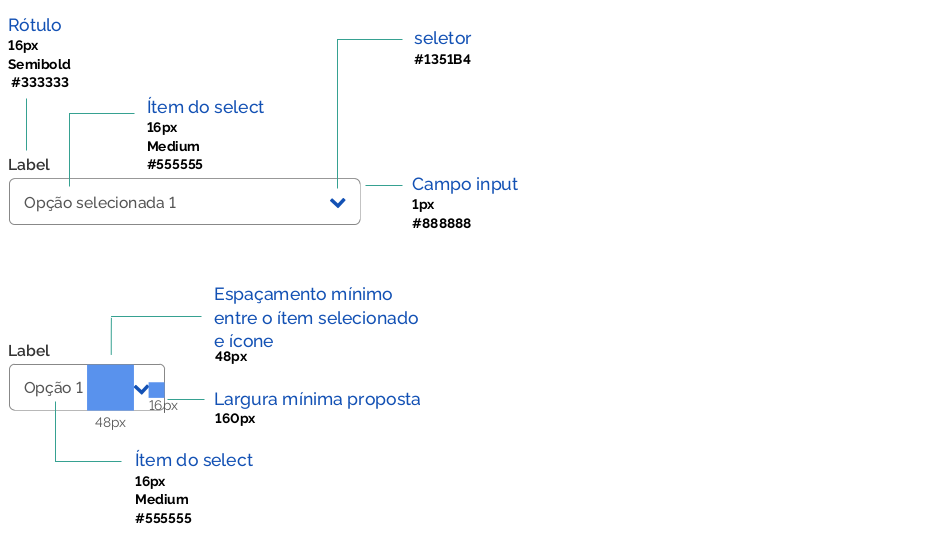 Rótulo
16px
Semibold
#333333
seletor
#1351B4
Ítem do select
16px
Medium
#555555
Label
Opção selecionada 1
Campo input
1px
#888888
Espaçamento mínimo
entre o ítem selecionado
e ícone
48px
Label
Opção 1
16px
48px
Largura mínima proposta
160px
Ítem do select
16px
Medium
#555555